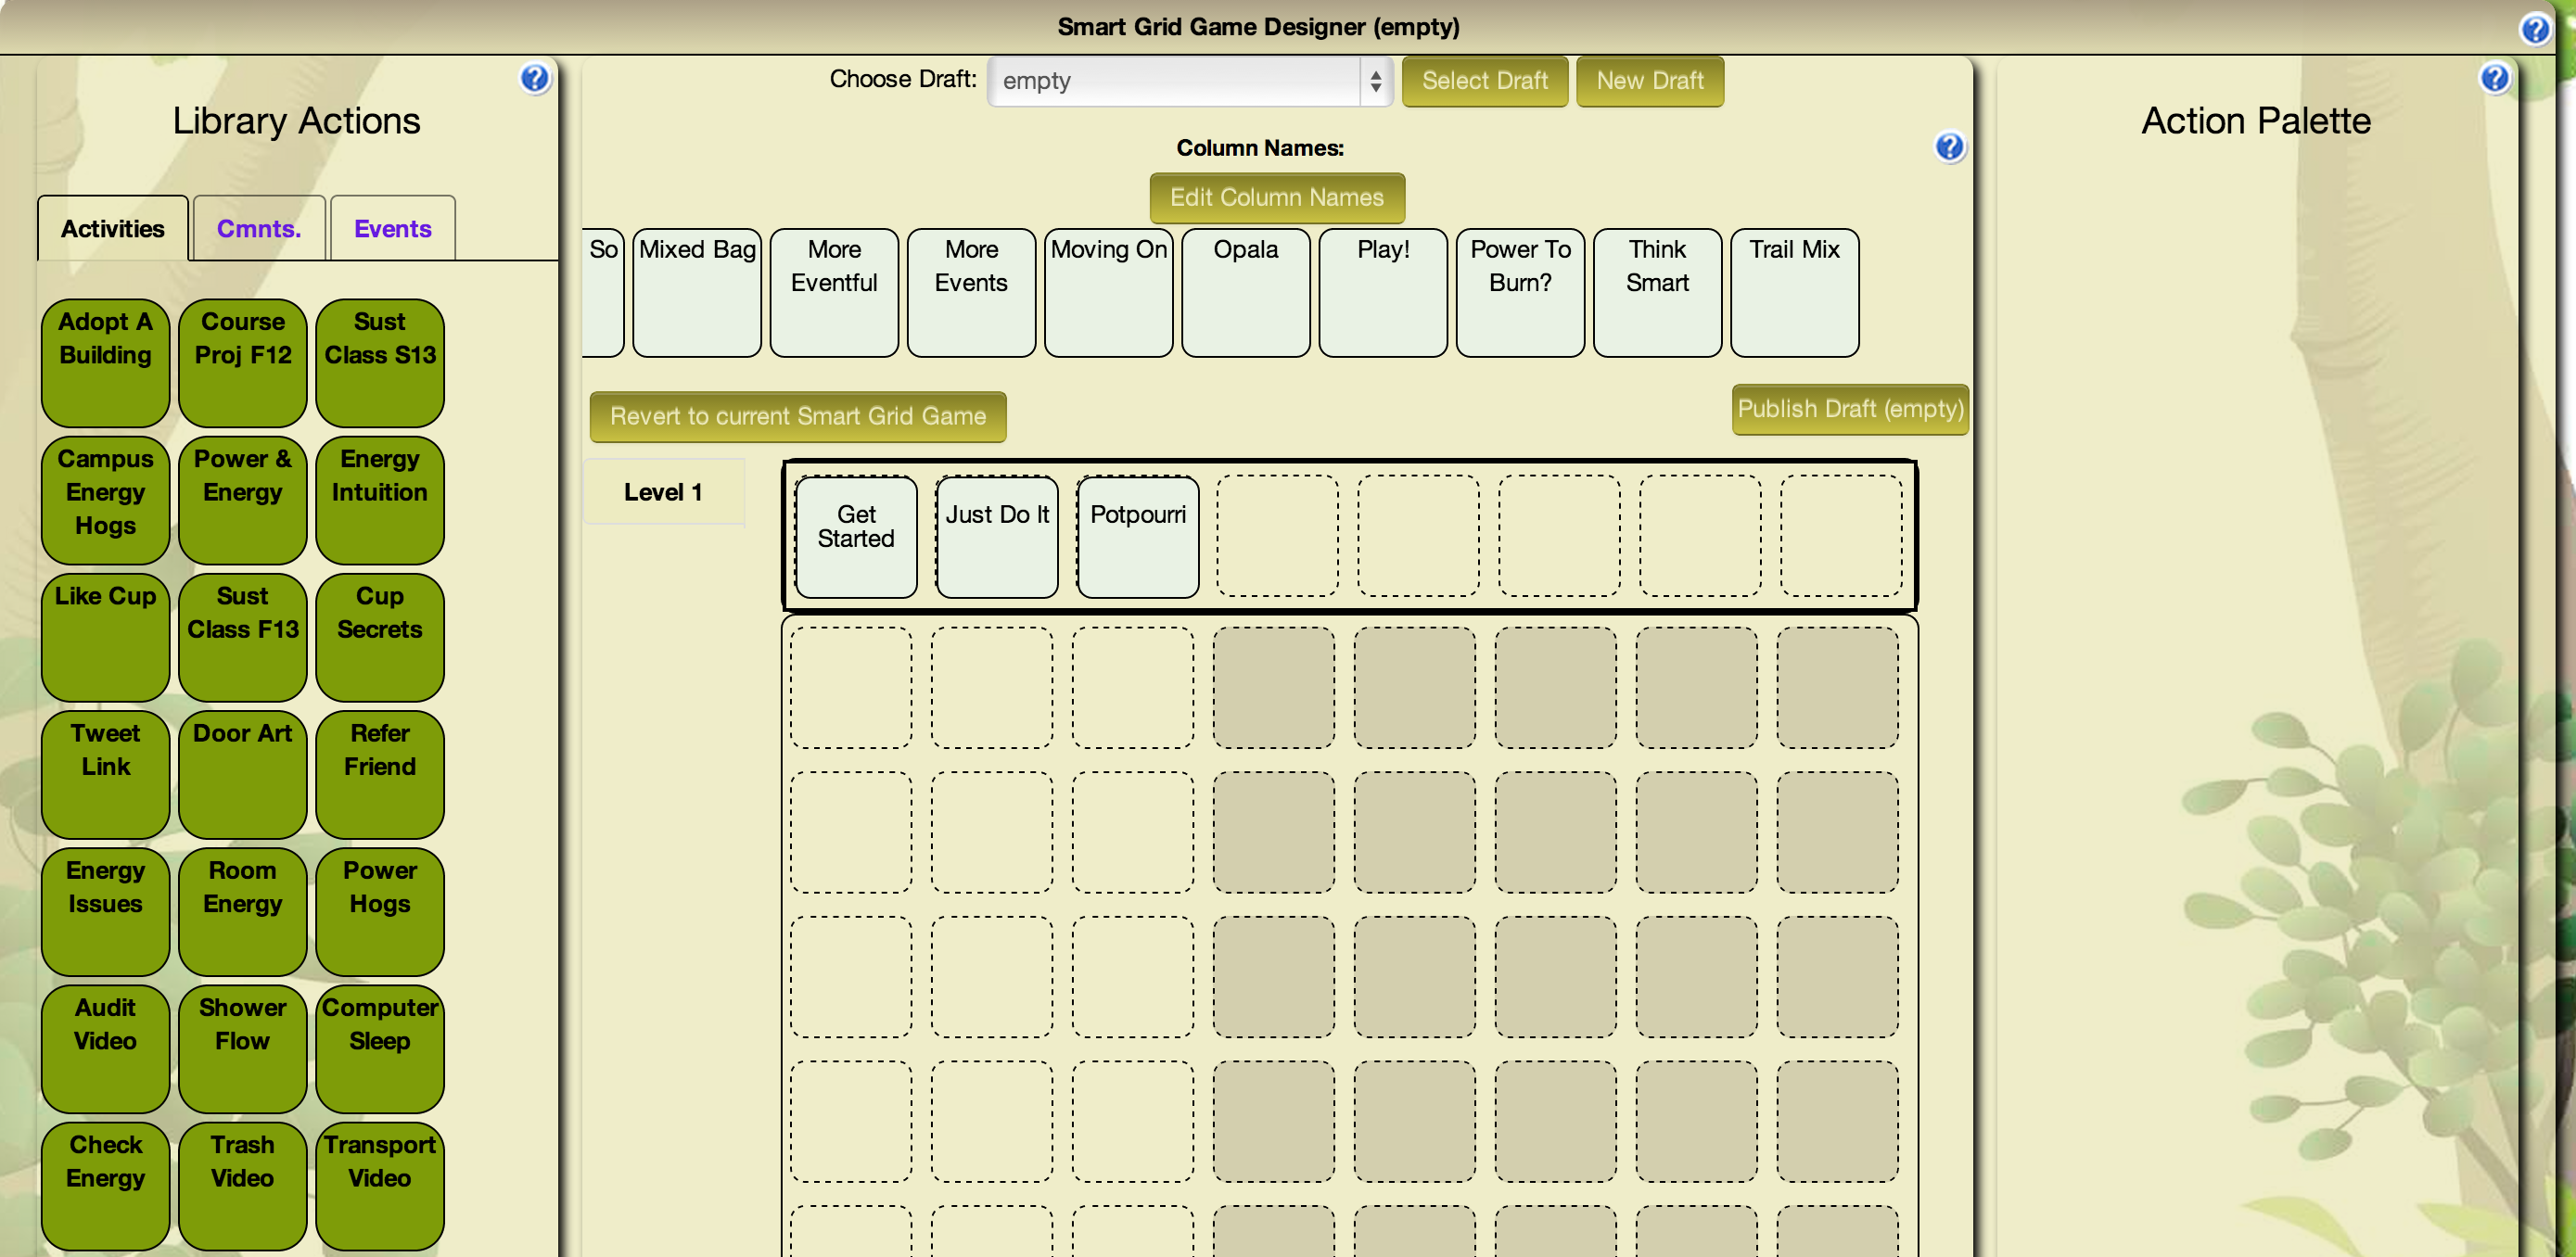 Smart Grid Game Designer (empty)
Library Actions
Activities
Cmnts.
Events
Adopt A
Building
Course
Proj F12
Sust
Class S13
Campus
Energy
Hogs
Power &
Energy
Energy
Intuition
Like Cup
Sust
Class F13
Cup
Secrets
Tweet
Link
Door Art
Refer
Friend
Energy
Issues
Room
Energy
Power
Hogs
Audit
Video
Shower
Flow
Computer
Sleep
Check
Energy
Trash
Video
Transport
Video
Choose Draft:
empty
Select Draft
New Draft
Column Names:
Edit Column Names
So
Mixed Bag
More
Eventful
More
Events
Moving On
Opala
Play!
Power To
Burn?
Think
Smart
Trail Mix
Revert to current Smart Grid Game
Publish Draft (empty)
Level 1
Get
Started
Just Do It
Potpourri
Action Palette